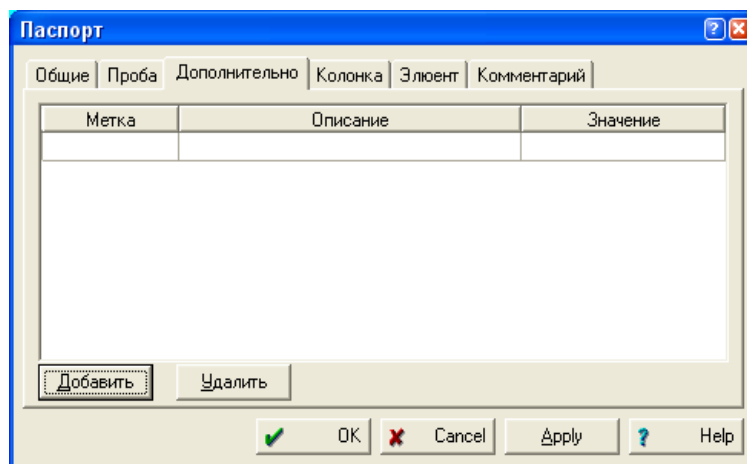 Паспорт
Общие Проба Дополнительно Колонка Элюент Комментарий
Метка Описание Значение
Добавить Удалить
OK Cancel Apply Help